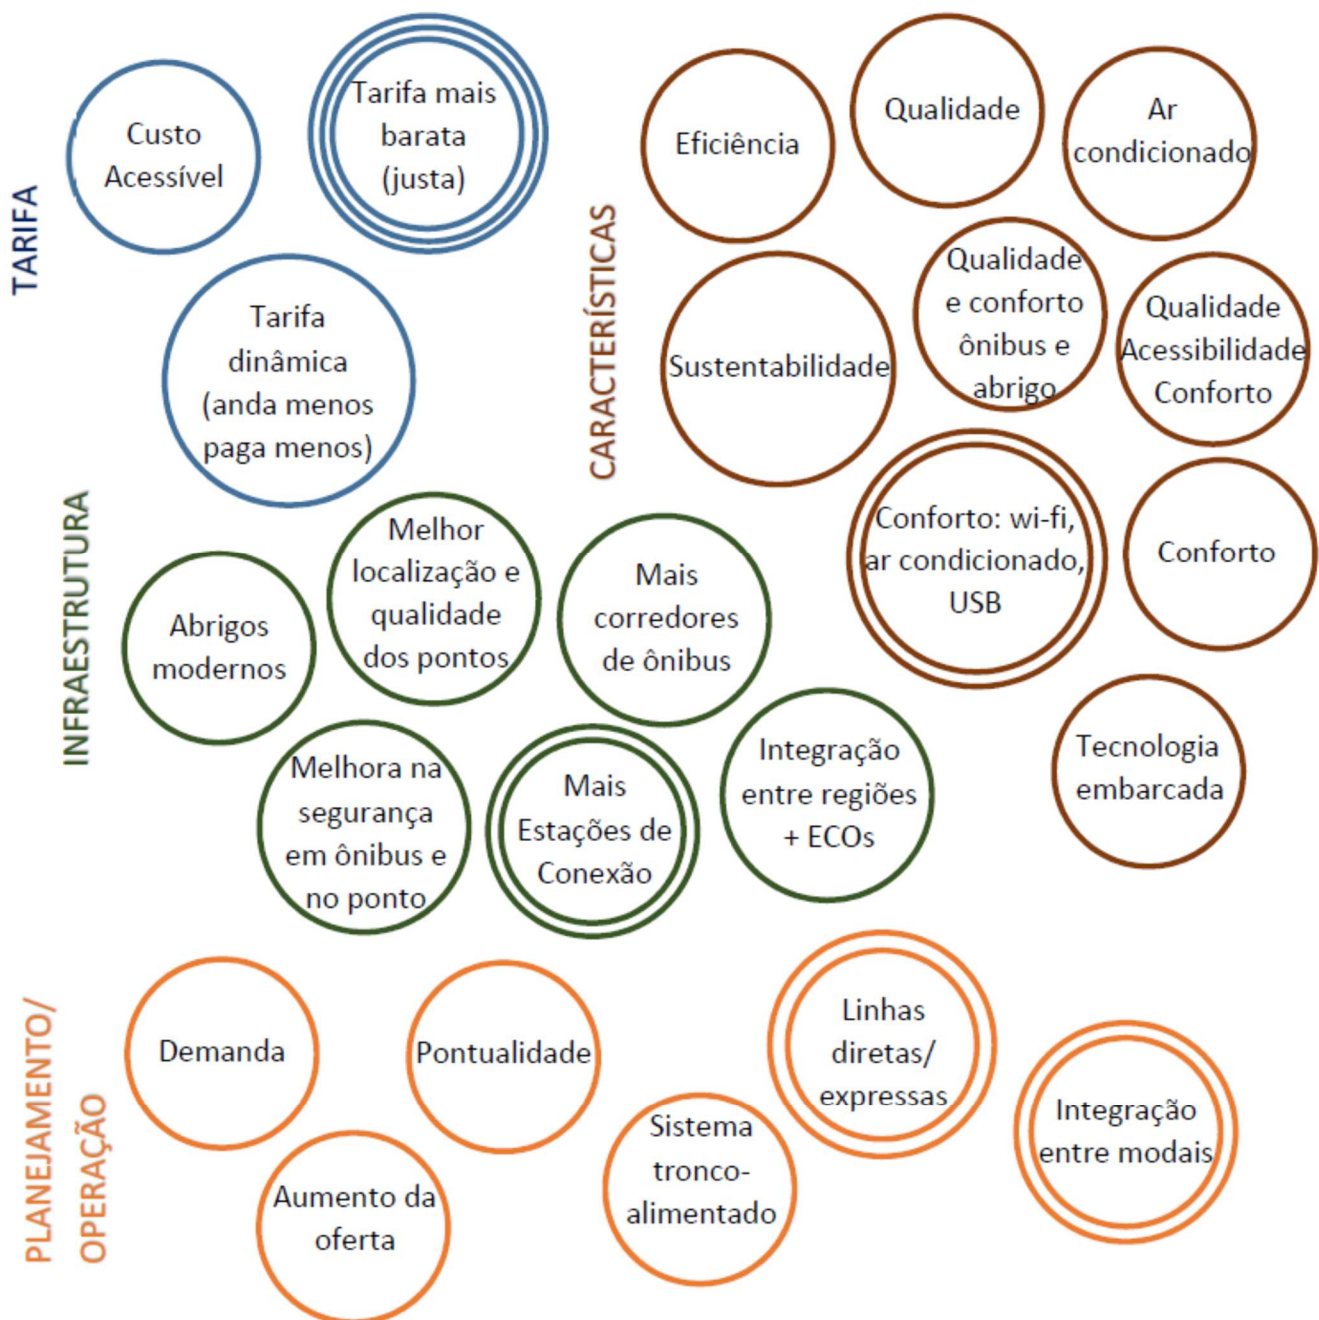 TARIFA
Custo
Acessível
Tarifa mais
barata
(justa)
Tarifa
dinâmica
(anda menos
paga menos)
CARACTERÍSTICAS
Eficiência
Qualidade
Ar
condicionado
Sustentabilidade
Qualidade
e conforto
ônibus e
abrigo
Qualidade
Acessibilidade
Conforto
Conforto: wi-fi,
ar condicionado,
USB
Conforto
Tecnologia
embarcada
INFRAESTRUTURA
Abrigos
modernos
Melhor
localização e
qualidade
dos pontos
Mais
corredores
de ônibus
Melhora na
segurança
em ônibus e
no ponto
Mais
Estações de
Conexão
Integração
entre regiões
+ ECOs
PLANEJAMENTO/
OPERAÇÃO
Demanda
Pontualidade
Linhas
diretas/
expressas
Integração
entre modais
Aumento da
oferta
Sistema
tronco-
alimentado